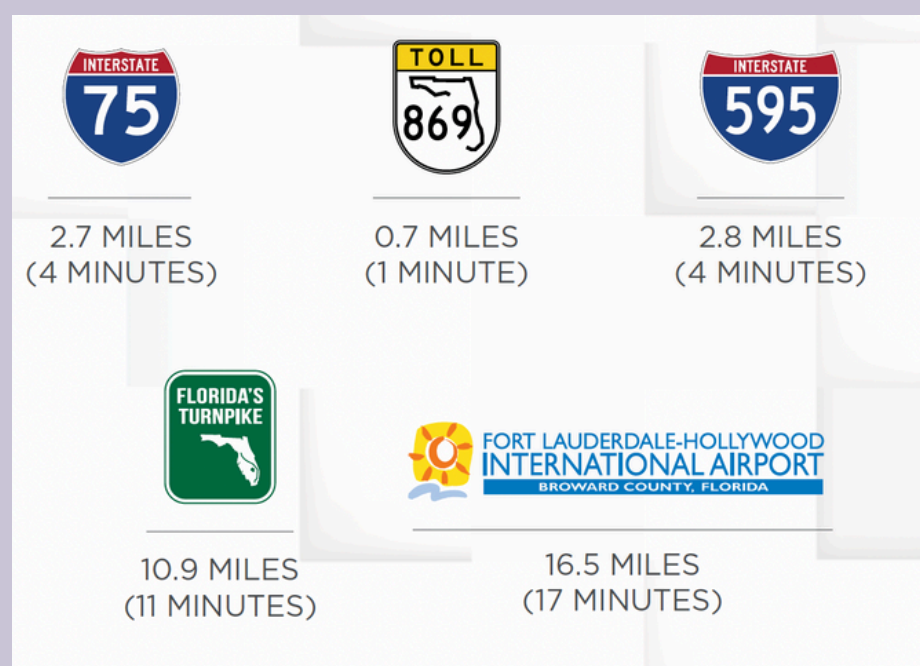 INTERSTATE
75
TOLL
869
INTERSTATE
595
2.7 MILES
(4 MINUTES)
0.7 MILES
(1 MINUTE)
2.8 MILES
(4 MINUTES)
FLORIDA'S
TURNPIKE
FORT LAUDERDALE-HOLLYWOOD
INTERNATIONAL AIRPORT
BROWARD COUNTY, FLORIDA
10.9 MILES
(11 MINUTES)
16.5 MILES
(17 MINUTES)